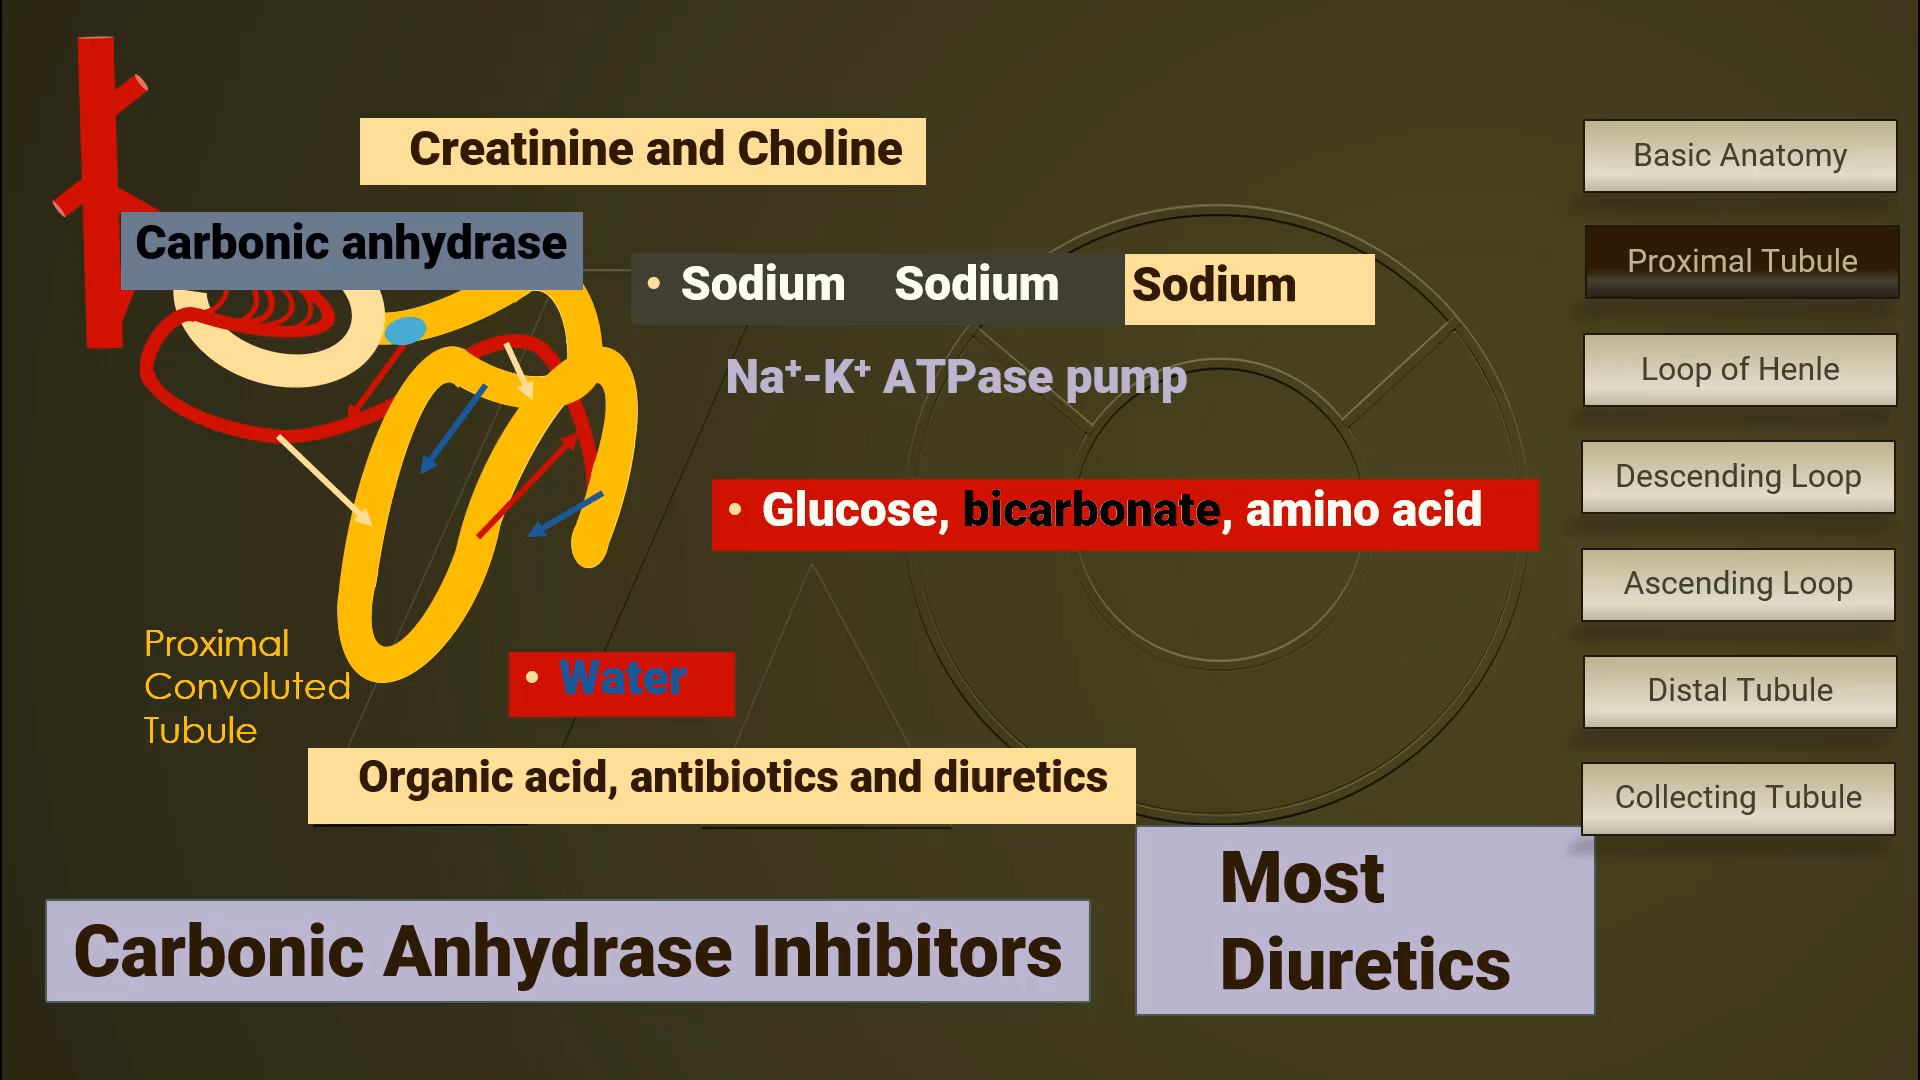 Creatinine and Choline
Carbonic anhydrase
• Sodium Sodium Sodium
Na⁺-K⁺ ATPase pump
• Glucose, bicarbonate, amino acid
Proximal
Convoluted
Tubule
• Water
Organic acid, antibiotics and diuretics
Carbonic Anhydrase Inhibitors
Most
Diuretics
Basic Anatomy
Proximal Tubule
Loop of Henle
Descending Loop
Ascending Loop
Distal Tubule
Collecting Tubule